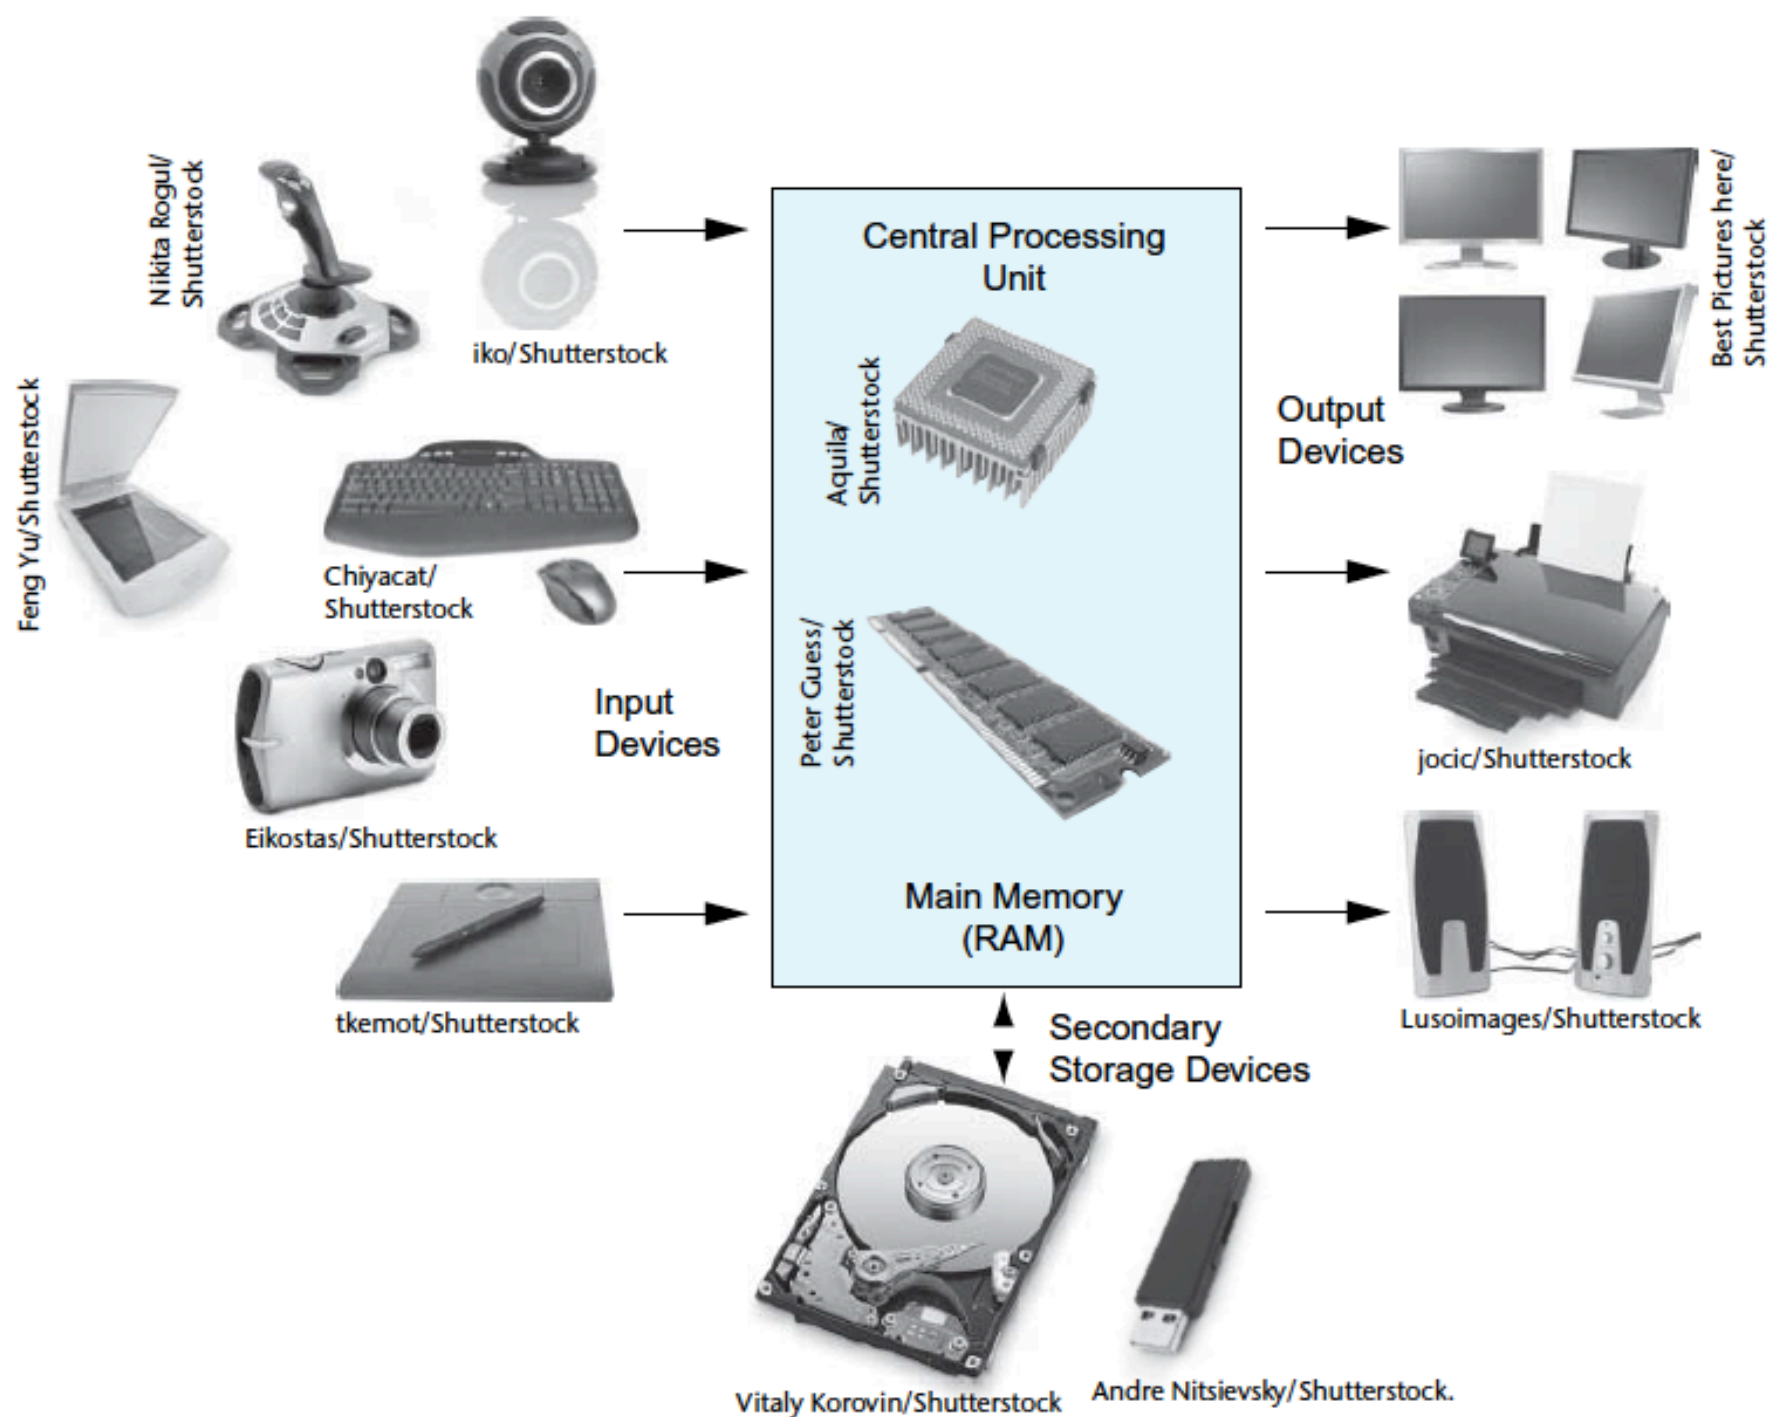 Nikita Rogul/
Shutterstock
iko/Shutterstock
Feng Yu/Shutterstock
Chiyacat/
Shutterstock
Input
Devices
Eikostas/Shutterstock
tkemot/Shutterstock
Central Processing
Unit
Aquila/
Shutterstock
Peter Guess/
Shutterstock
Main Memory
(RAM)
Best Pictures here/
Shutterstock
Output
Devices
jocic/Shutterstock
Lusoimages/Shutterstock
Secondary
Storage Devices
Vitaly Korovin/Shutterstock
Andre Nitsievsky/Shutterstock.